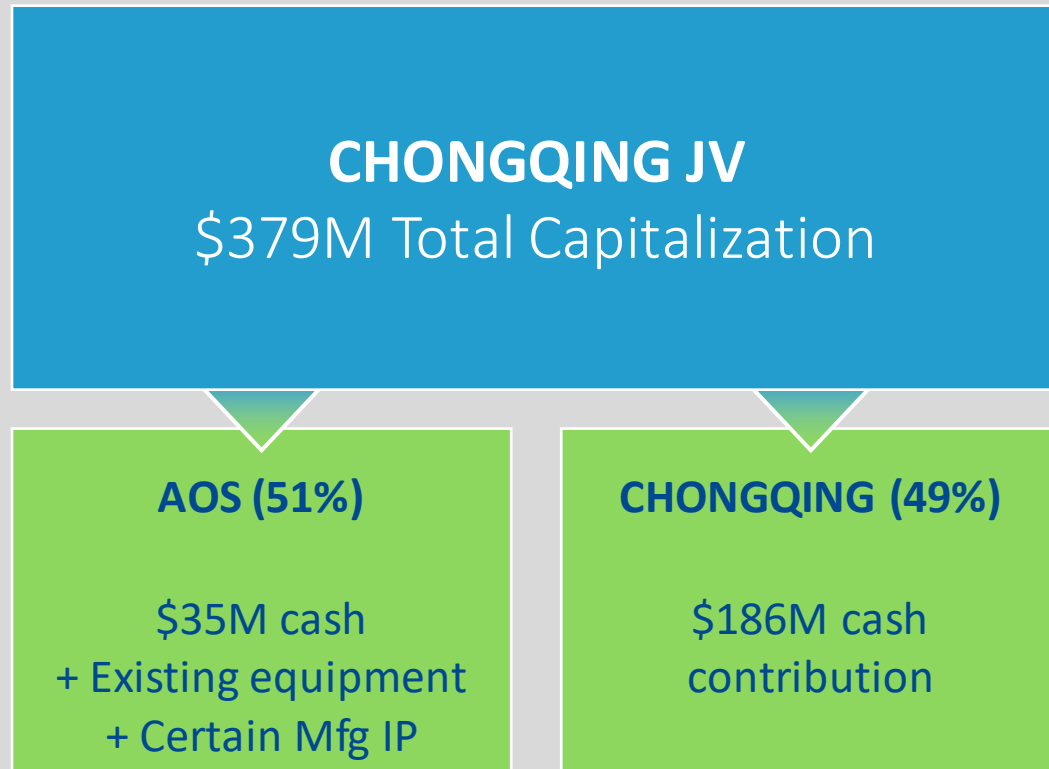 CHONGQING JV
$379M Total Capitalization
AOS (51%)
$35M cash
+ Existing equipment
+ Certain Mfg IP
CHONGQING (49%)
$186M cash
contribution